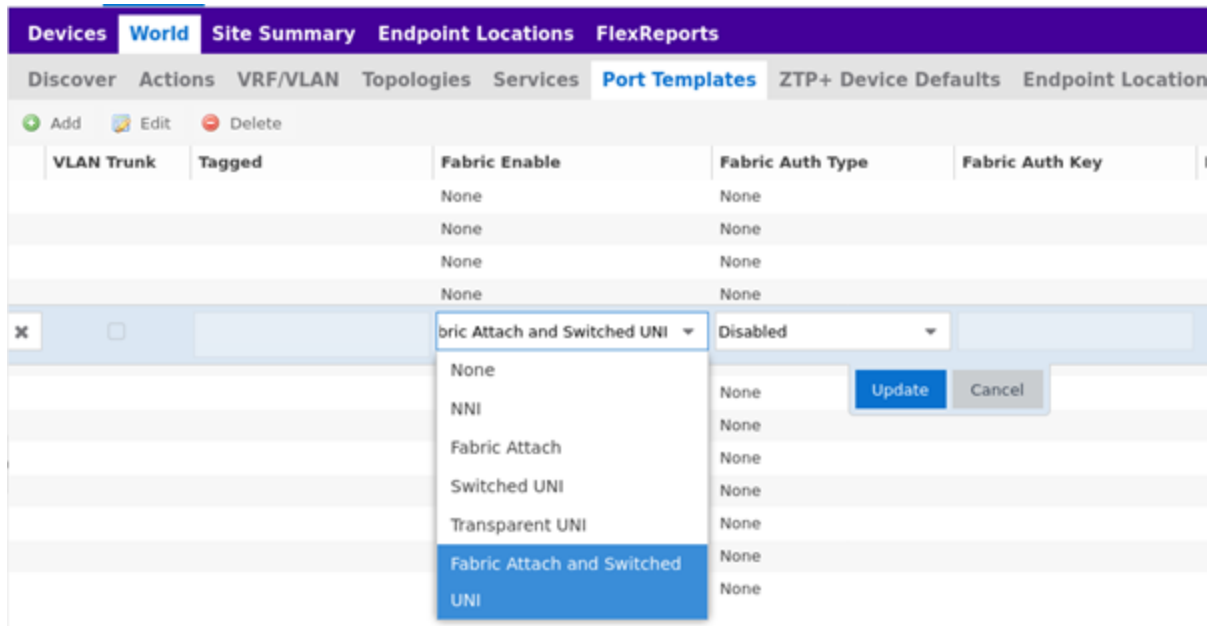 Devices World Site Summary Endpoint Locations FlexReports
Discover Actions VRF/VLAN Topologies Services Port Templates ZTP+ Device Defaults Endpoint Location
Add Edit Delete
VLAN Trunk Tagged Fabric Enable Fabric Auth Type Fabric Auth Key
None None
None None
None None
None None
bric Attach and Switched UNI Disabled
None
NNI
Fabric Attach
Switched UNI
Transparent UNI
Fabric Attach and Switched
UNI
Update Cancel
None
None
None
None
None
None
None